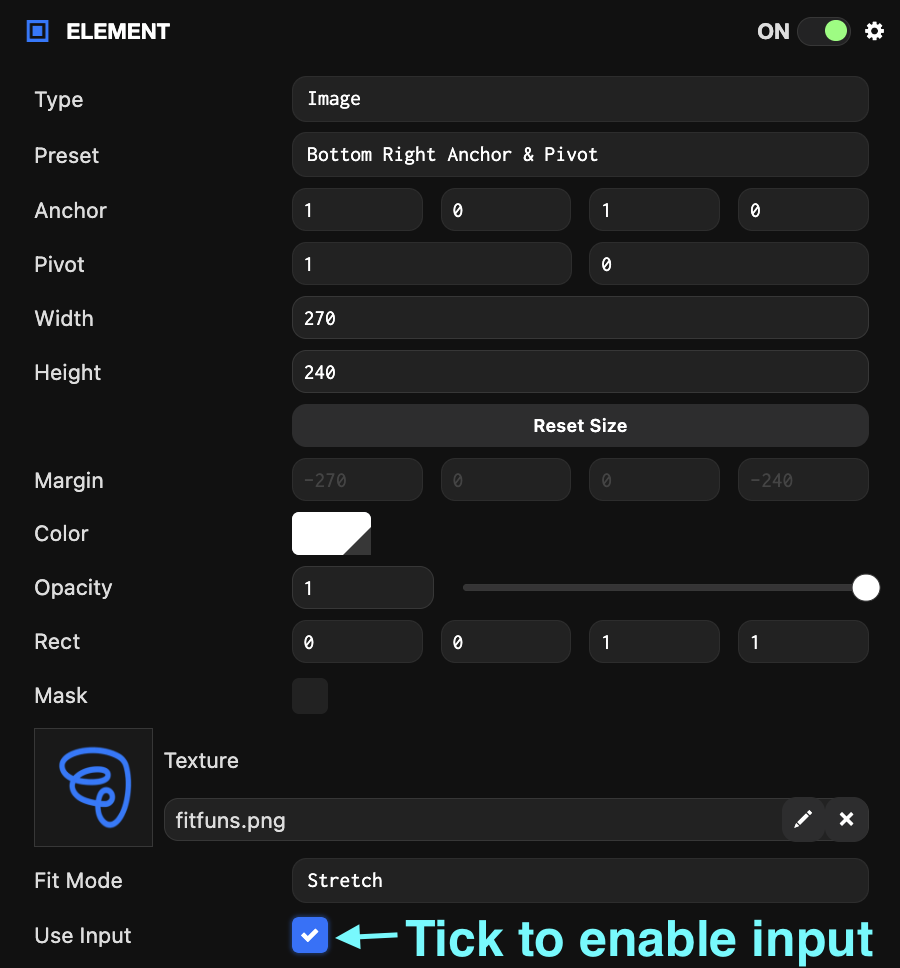 ELEMENT ON
Type Image
Preset Bottom Right Anchor & Pivot
Anchor 1 0 1 0
Pivot 1 0
Width 270
Height 240
Reset Size
Margin -270 0 0 -240
Color
Opacity 1
Rect 0 0 1 1
Mask
Texture
fitfuns.png
Fit Mode Stretch
Use Input Tick to enable input